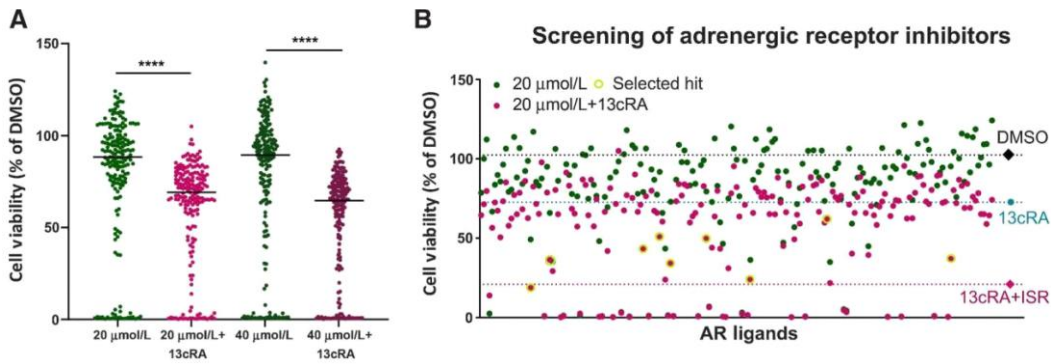 A
Cell viability (% of DMSO)
150
100
50
0
****
****
20 μmol/L
20 μmol/L+
13cRA
40 μmol/L
40 μmol/L+
13cRA
B
Screening of adrenergic receptor inhibitors
Cell viability (% of DMSO)
150
100
50
0
20 μmol/L
Selected hit
20 μmol/L+13cRA
DMSO
13cRA
13cRA+ISR
AR ligands